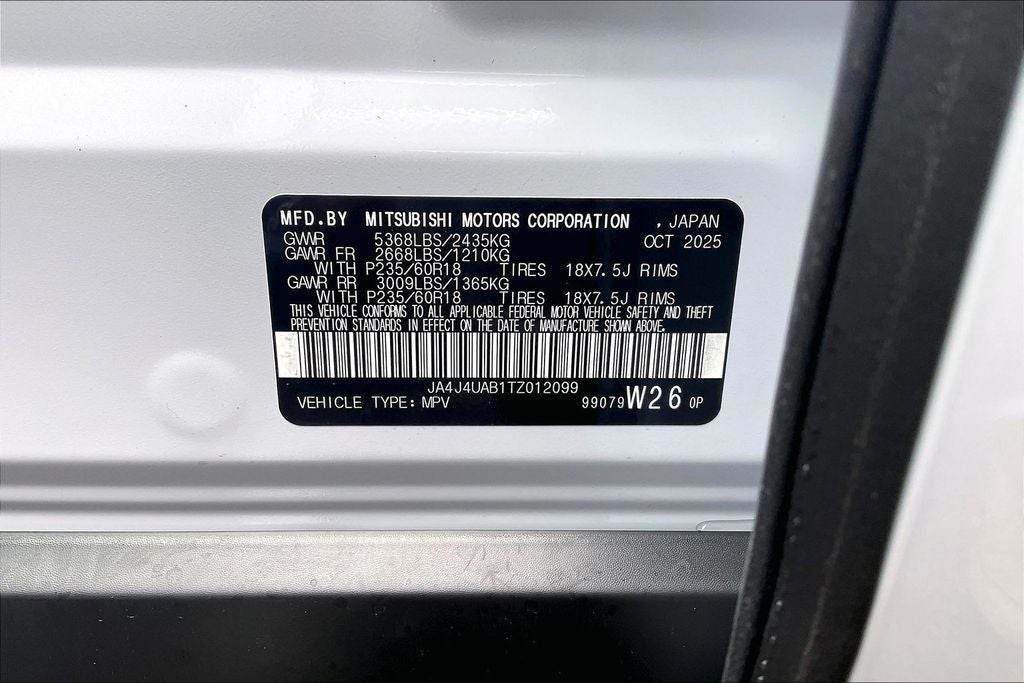 MFD.BY MITSUBISHI MOTORS CORPORATION , JAPAN
GVWR 5368LBS/2435KG OCT 2025
GAWR FR 2668LBS/1210KG
WITH P235/60R18 TIRES 18X7.5J RIMS
GAWR RR 3009LBS/1365KG
WITH P235/60R18 TIRES 18X7.5J RIMS
THIS VEHICLE CONFORMS TO ALL APPLICABLE FEDERAL MOTOR VEHICLE SAFETY AND THEFT
PREVENTION STANDARDS IN EFFECT ON THE DATE OF MANUFACTURE SHOWN ABOVE.
JA4J4UAB1TZ012099
VEHICLE TYPE: MPV 99079 W26 0P